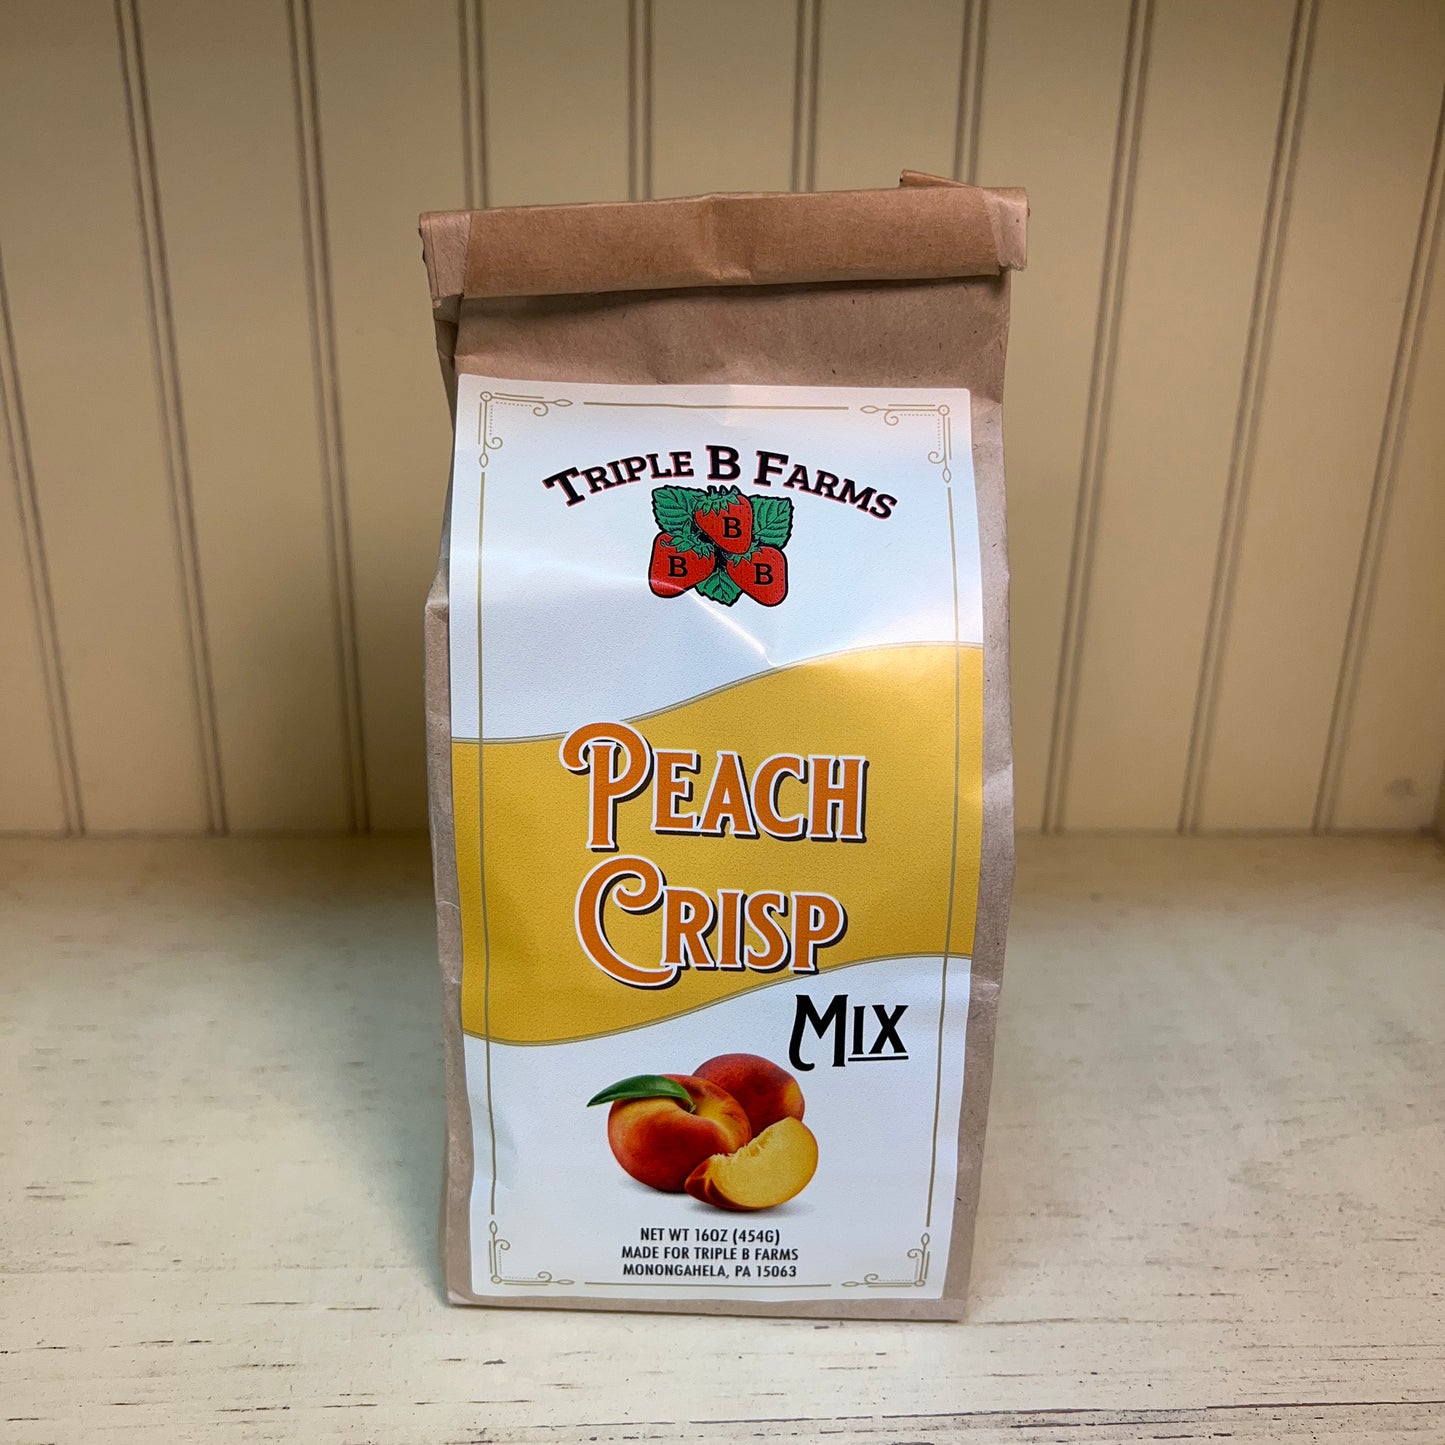 TRIPLE B FARMS
B
B B
PEACH
CRISP
MIX
NET WT 16OZ (454G)
MADE FOR TRIPLE B FARMS
MONONGAHELA, PA 15063